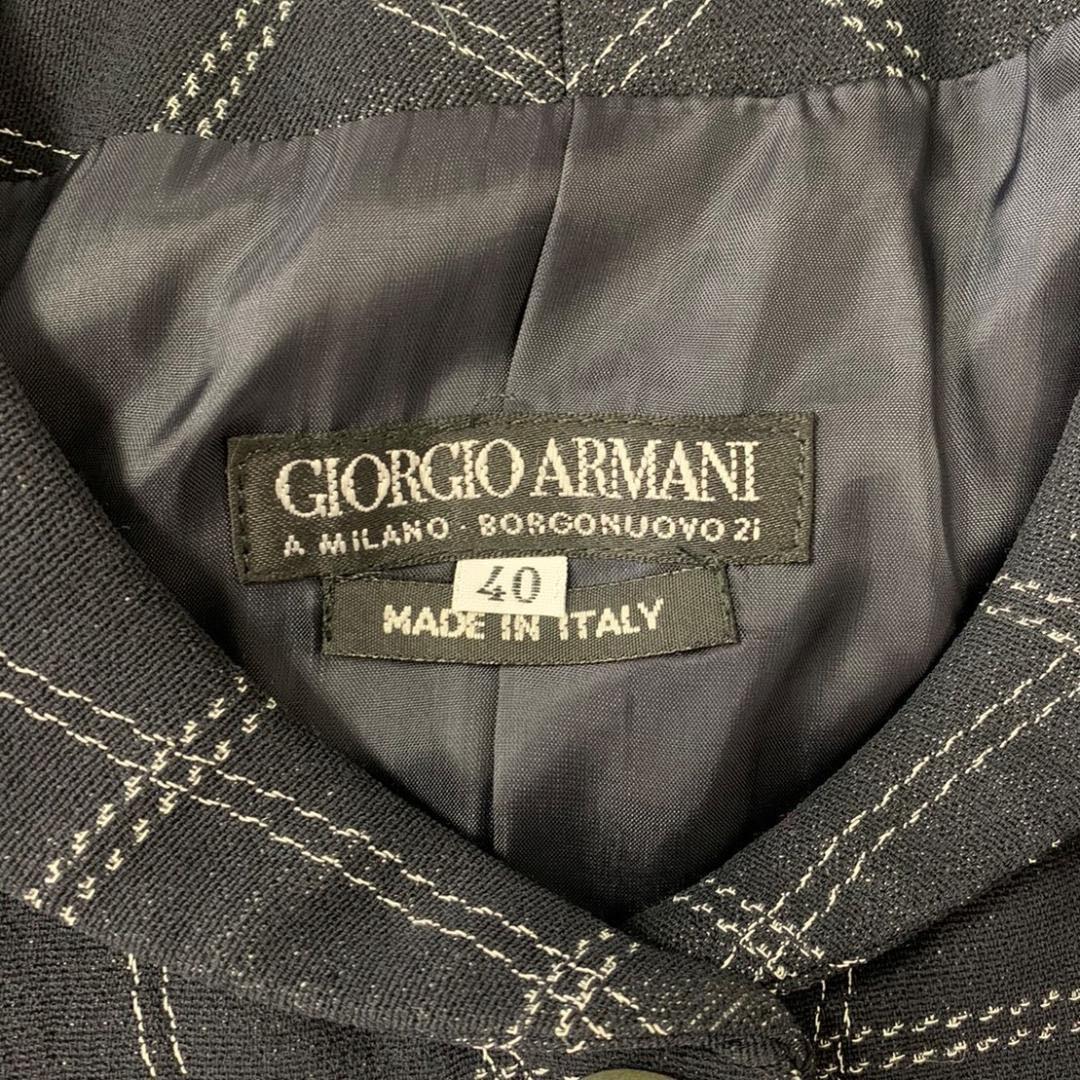 GIORGIO ARMANI
A MILANO · BORGONUOVO 21
40
MADE IN ITALY